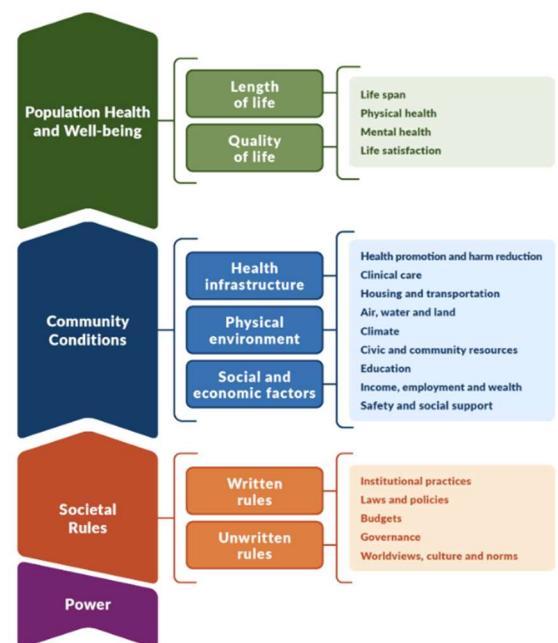 Population Health
and Well-being
Length
of life
Quality
of life
Life span
Physical health
Mental health
Life satisfaction
Community
Conditions
Health
infrastructure
Physical
environment
Social and
economic factors
Health promotion and harm reduction
Clinical care
Housing and transportation
Air, water and land
Climate
Civic and community resources
Education
Income, employment and wealth
Safety and social support
Societal
Rules
Written
rules
Unwritten
rules
Institutional practices
Laws and policies
Budgets
Governance
Worldviews, culture and norms
Power